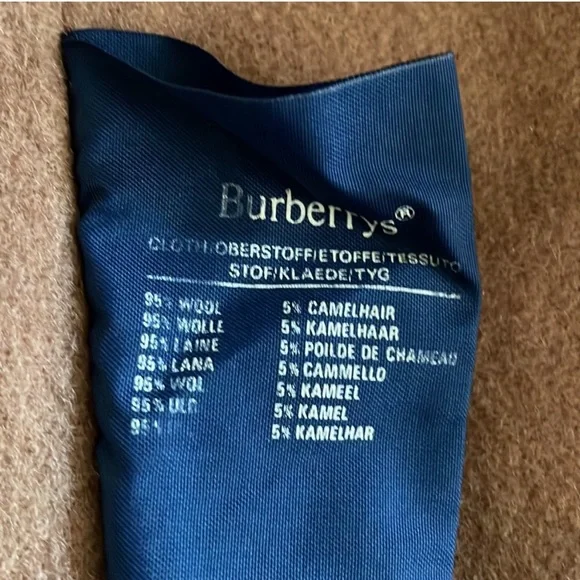 Burberrys®
CLOTH/OBERSTOFF/ETOFFE/TESSUTO
STOF/KLAEDE/TYG
95% WOOL 5% CAMELHAIR
95% WOLLE 5% KAMELHAAR
95% LAINE 5% POILDE DE CHAMEAU
95% LANA 5% CAMMELLO
95% WOL 5% KAMEEL
95% ULD 5% KAMEL
95% 5% KAMELHAR